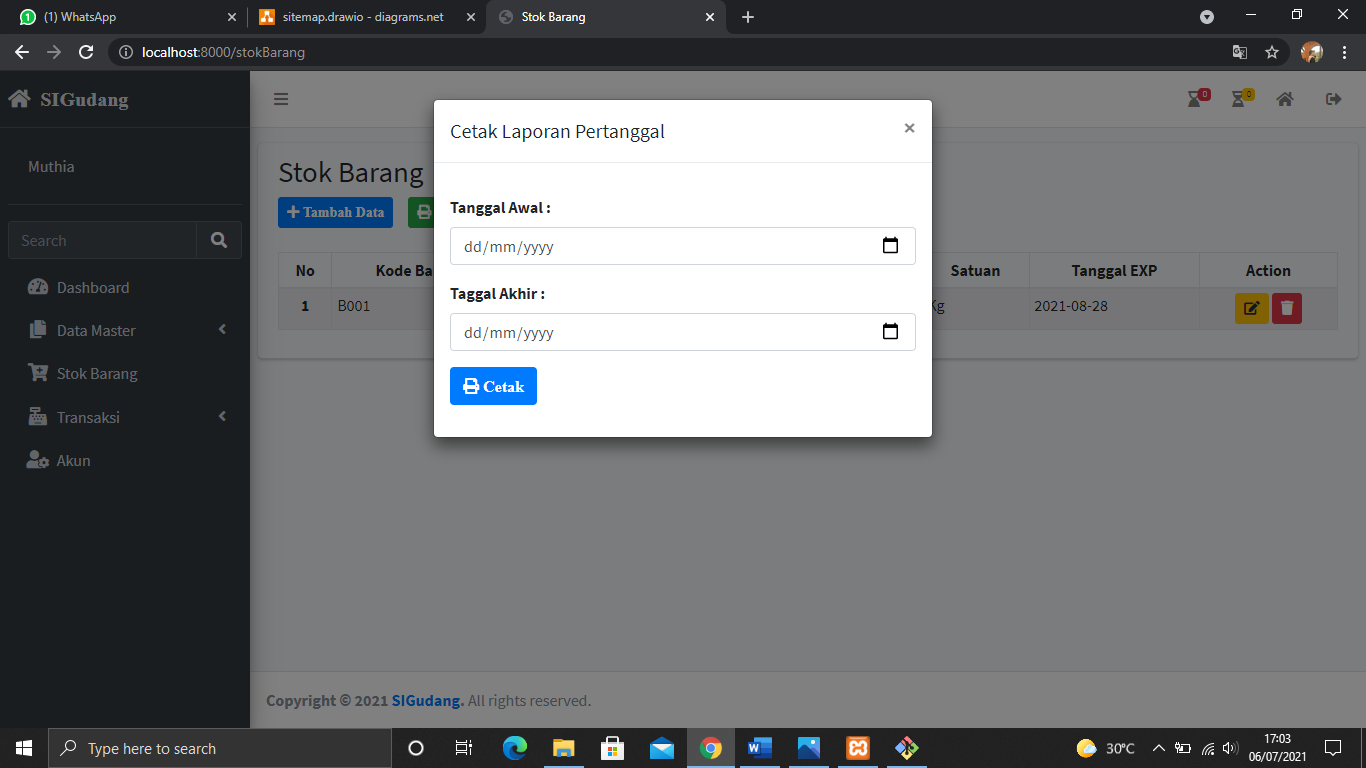 (1) WhatsApp
sitemap.drawio - diagrams.net
Stok Barang
localhost:8000/stokBarang
SIGudang
0
0
Muthia
Search
Dashboard
Data Master
Stok Barang
Transaksi
Akun
Stok Barang
Tambah Data
No
Kode Ba
Satuan
Tanggal EXP
Action
1
B001
Kg
2021-08-28
Cetak Laporan Pertanggal
×
Tanggal Awal :
dd/mm/yyyy
Taggal Akhir :
dd/mm/yyyy
Cetak
Copyright © 2021 SIGudang. All rights reserved.
Type here to search
30°C
17:03
06/07/2021